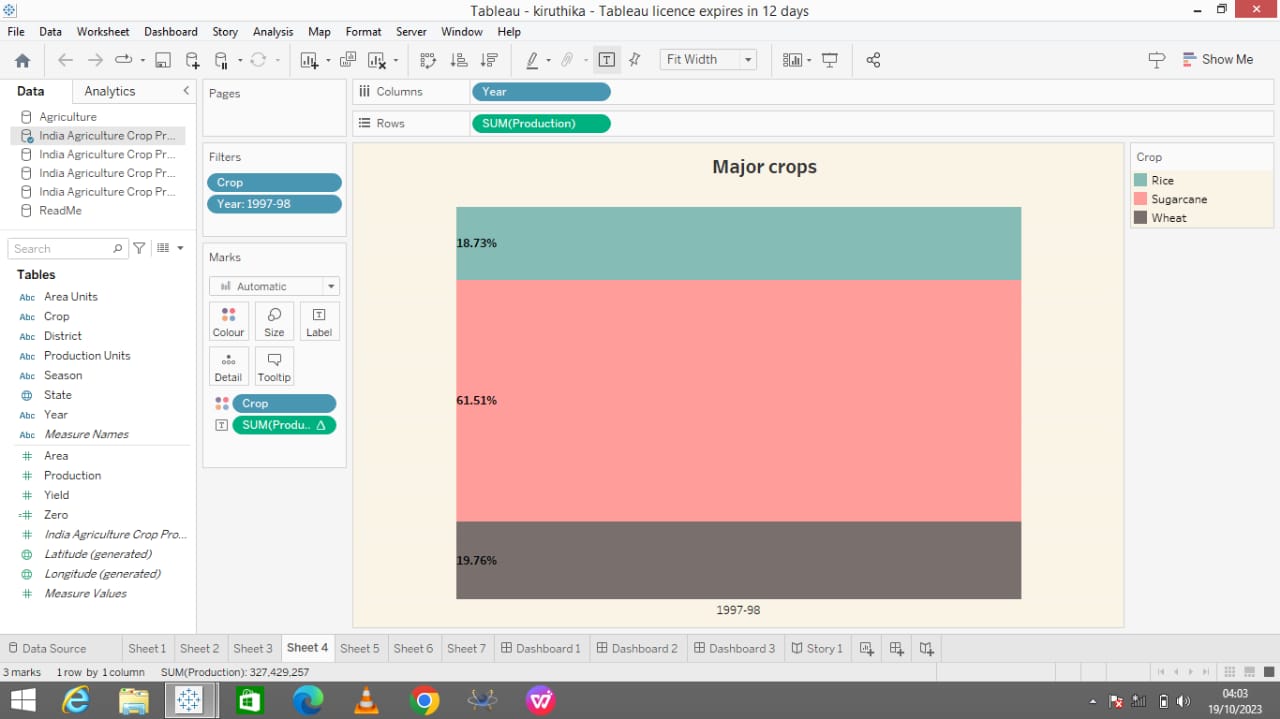 Tableau - kiruthika - Tableau licence expires in 12 days
File Data Worksheet Dashboard Story Analysis Map Format Server Window Help
Fit Width
Show Me
Data Analytics
Agriculture
India Agriculture Crop Pr...
India Agriculture Crop Pr...
India Agriculture Crop Pr...
India Agriculture Crop Pr...
ReadMe
Search
Tables
Abc Area Units
Abc Crop
Abc District
Abc Production Units
Abc Season
State
Abc Year
Abc Measure Names
# Area
# Production
# Yield
=# Zero
# India Agriculture Crop Pro...
Latitude (generated)
Longitude (generated)
# Measure Values
Pages
Filters
Crop
Year: 1997-98
Marks
Automatic
Colour Size Label
Detail Tooltip
Crop
SUM(Produ..
Columns Year
Rows SUM(Production)
Major crops
18.73%
61.51%
19.76%
1997-98
Crop
Rice
Sugarcane
Wheat
Data Source Sheet 1 Sheet 2 Sheet 3 Sheet 4 Sheet 5 Sheet 6 Sheet 7 Dashboard 1 Dashboard 2 Dashboard 3 Story 1
3 marks 1 row by 1 column SUM(Production): 327,429,257
04:03
19/10/2023